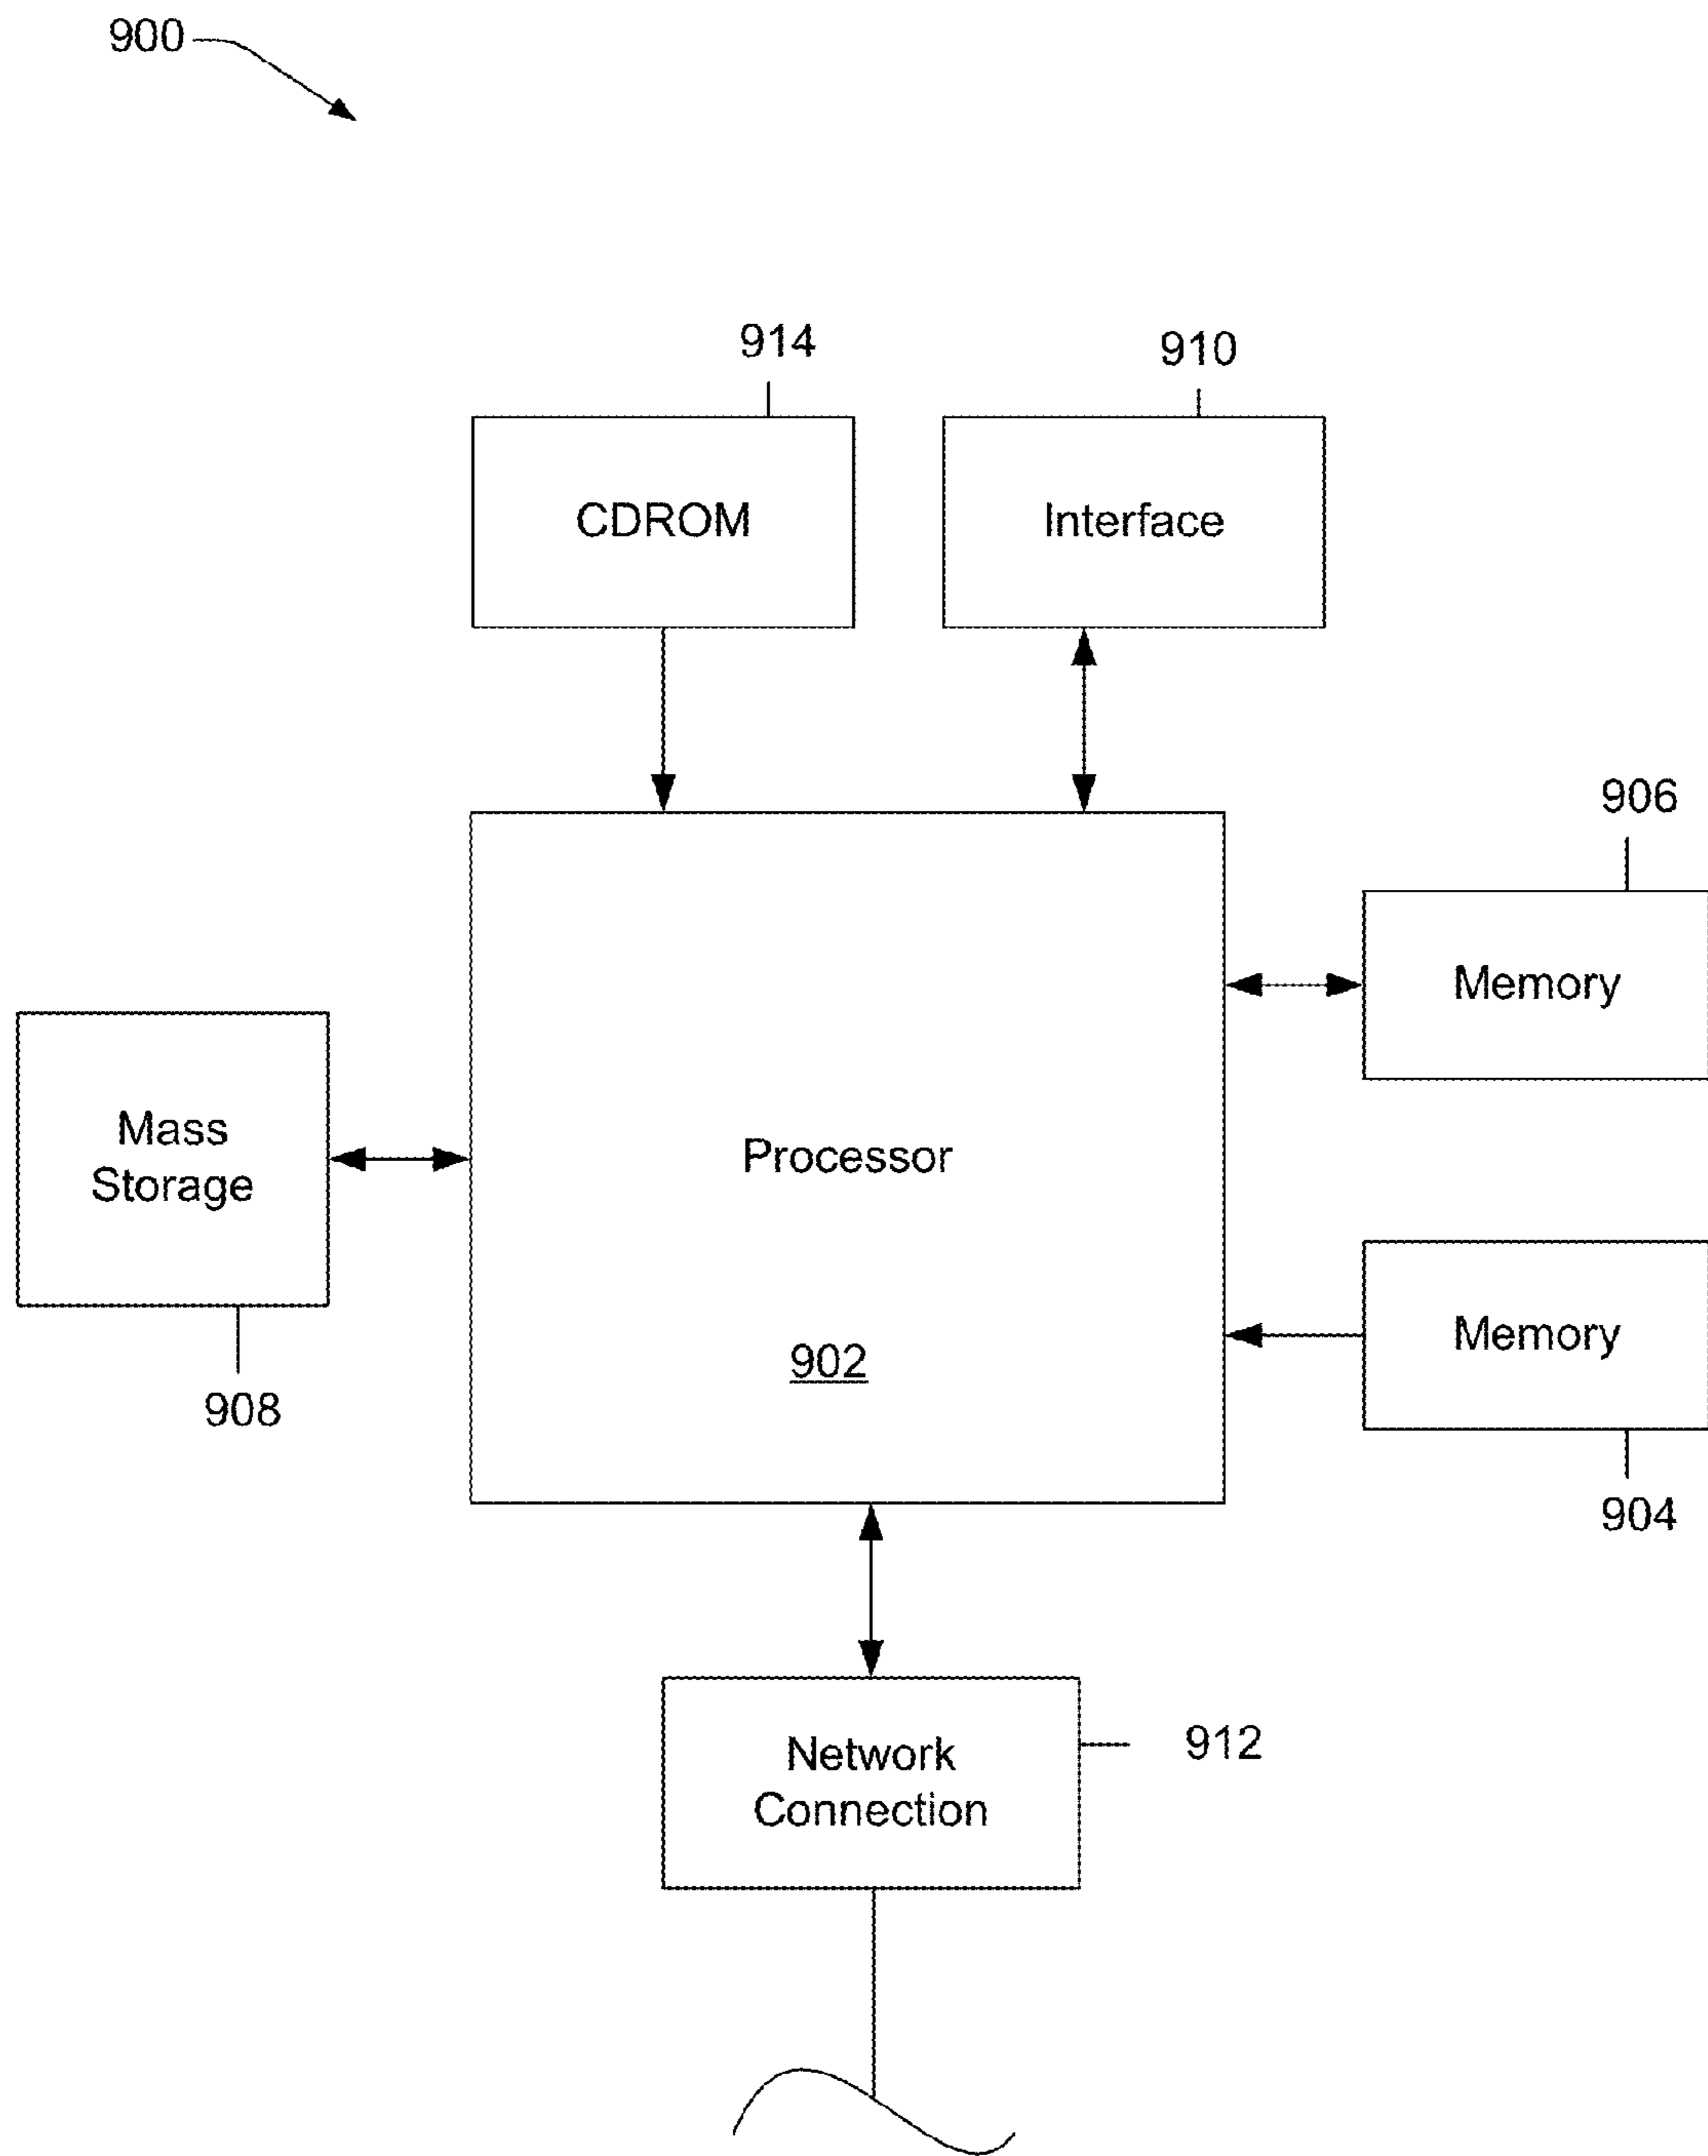 900
914
910
CDROM
Interface
906
Memory
Mass
Storage
Processor
Memory
902
908
904
Network
Connection
912